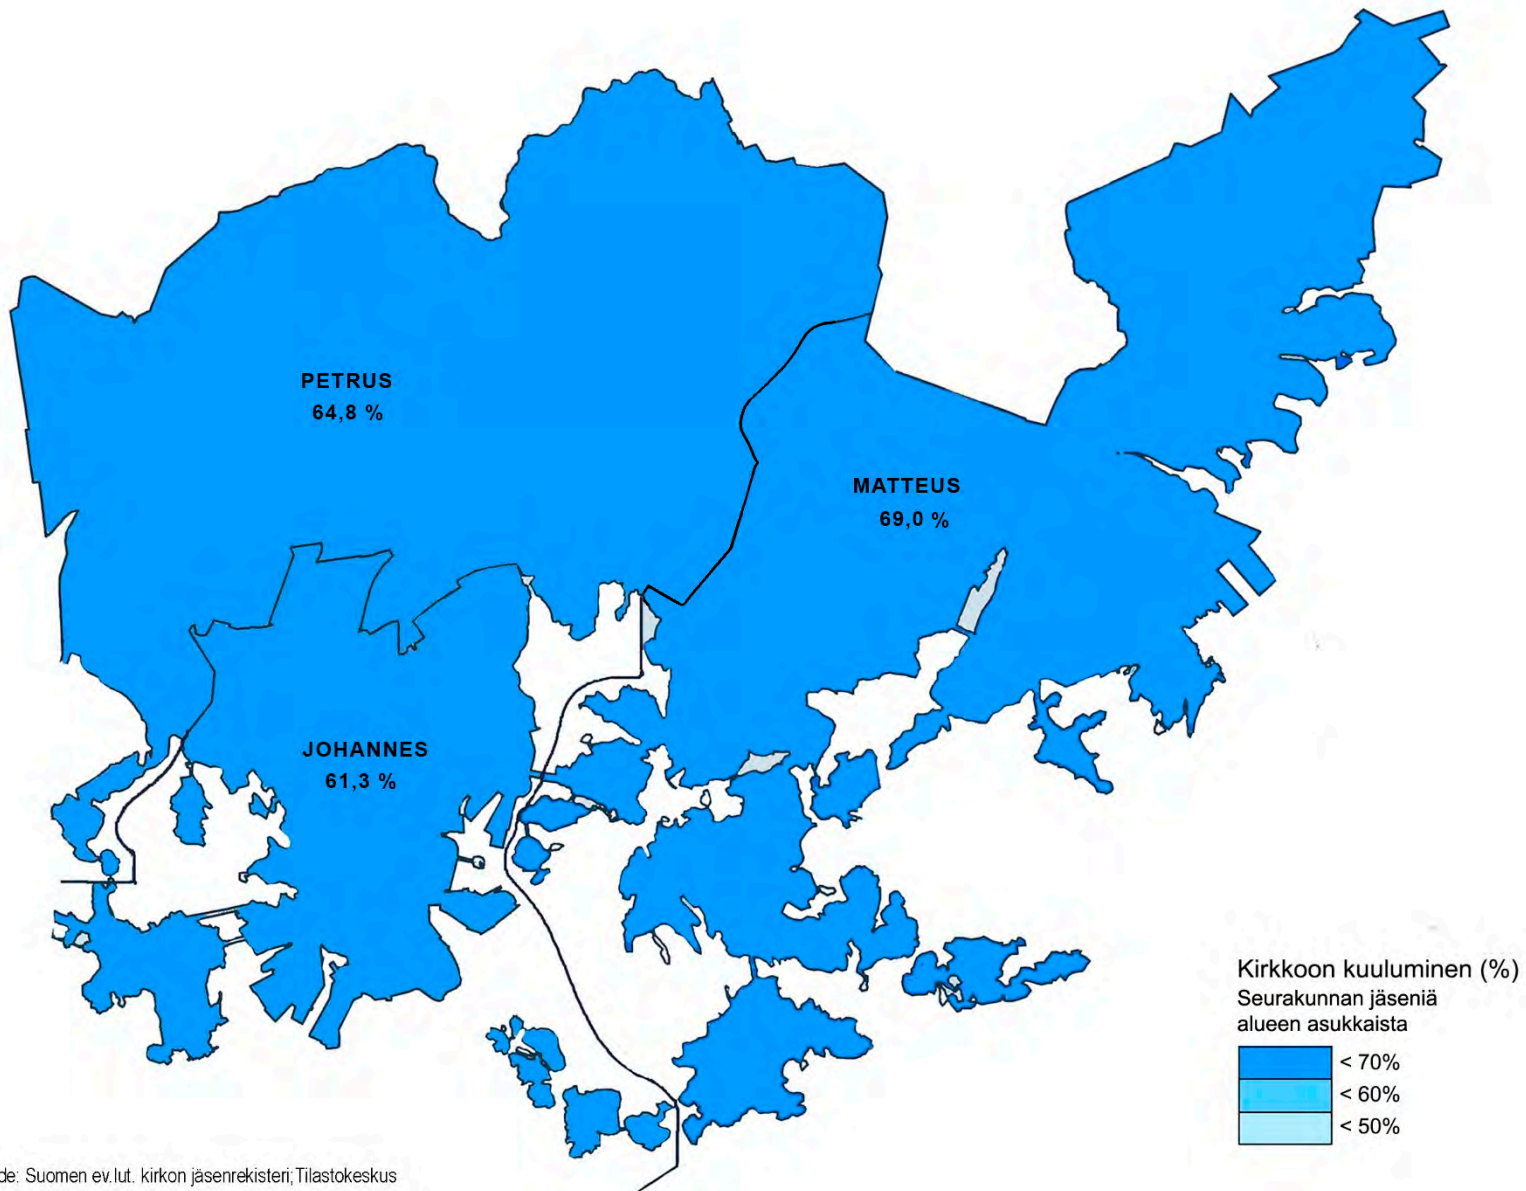 PETRUS
64,8 %
MATTEUS
69,0 %
JOHANNES
61,3 %
Kirkkoon kuuluminen (%)
Seurakunnan jäseniä
alueen asukkaista
< 70%
< 60%
< 50%
de: Suomen ev.lut. kirkon jäsenrekisteri; Tilastokeskus